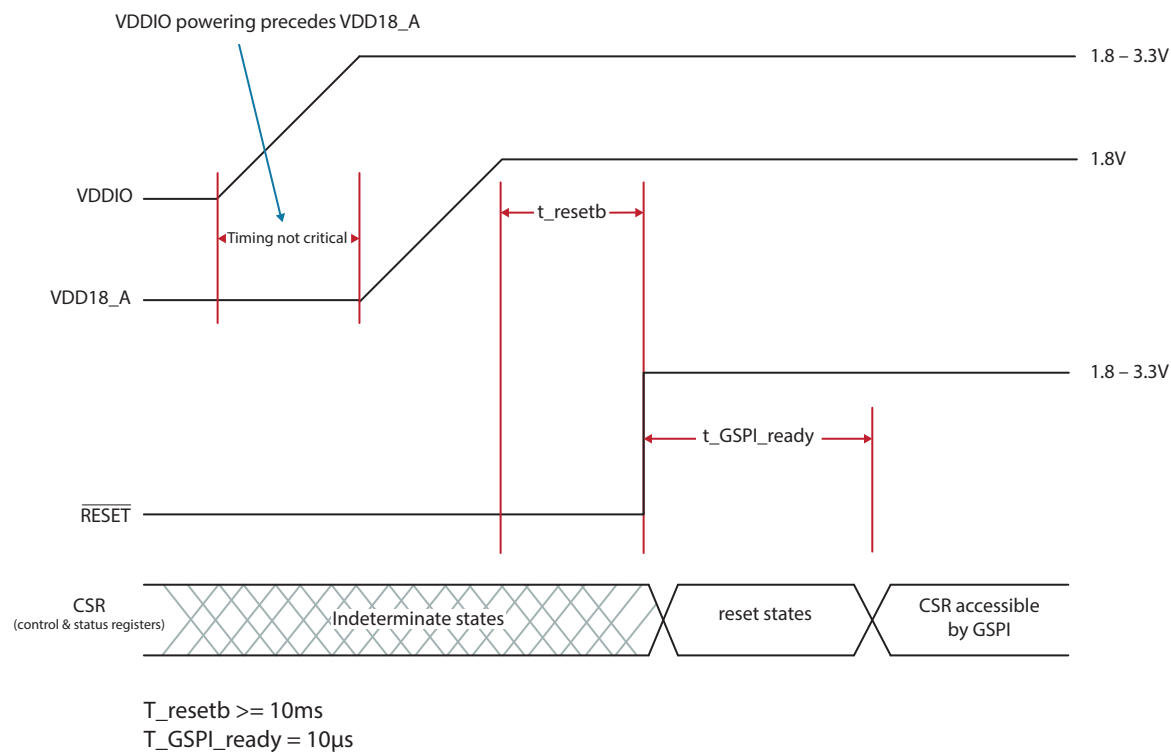 VDDIO powering precedes VDD18_A
1.8 – 3.3V
1.8V
VDDIO
t_resetb
Timing not critical
VDD18_A
1.8 – 3.3V
t_GSPI_ready
RESET
CSR
(control & status registers)
Indeterminate states
reset states
CSR accessible
by GSPI
T_resetb >= 10ms
T_GSPI_ready = 10µs